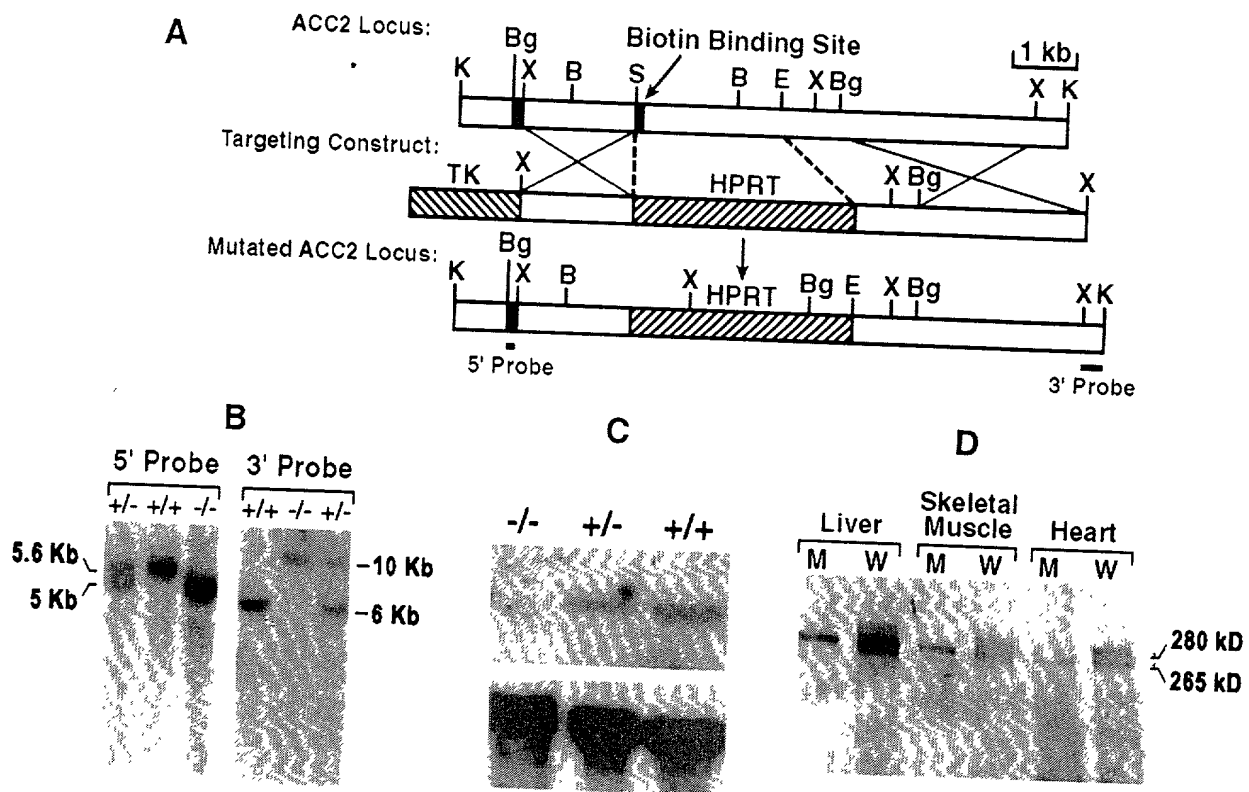 A
ACC2 Locus:
Biotin Binding Site
1 kb
K Bg X B S B E X Bg X K
Targeting Construct:
TK X HPRT X Bg X
Mutated ACC2 Locus:
K Bg X B X HPRT Bg E X Bg X K
5' Probe
3' Probe
B
5' Probe 3' Probe
+/- +/+ -/- +/+ -/- +/-
5.6 Kb
5 Kb
10 Kb
6 Kb
C
-/- +/- +/+
D
Liver Skeletal Muscle Heart
M W M W M W
280 kD
265 kD